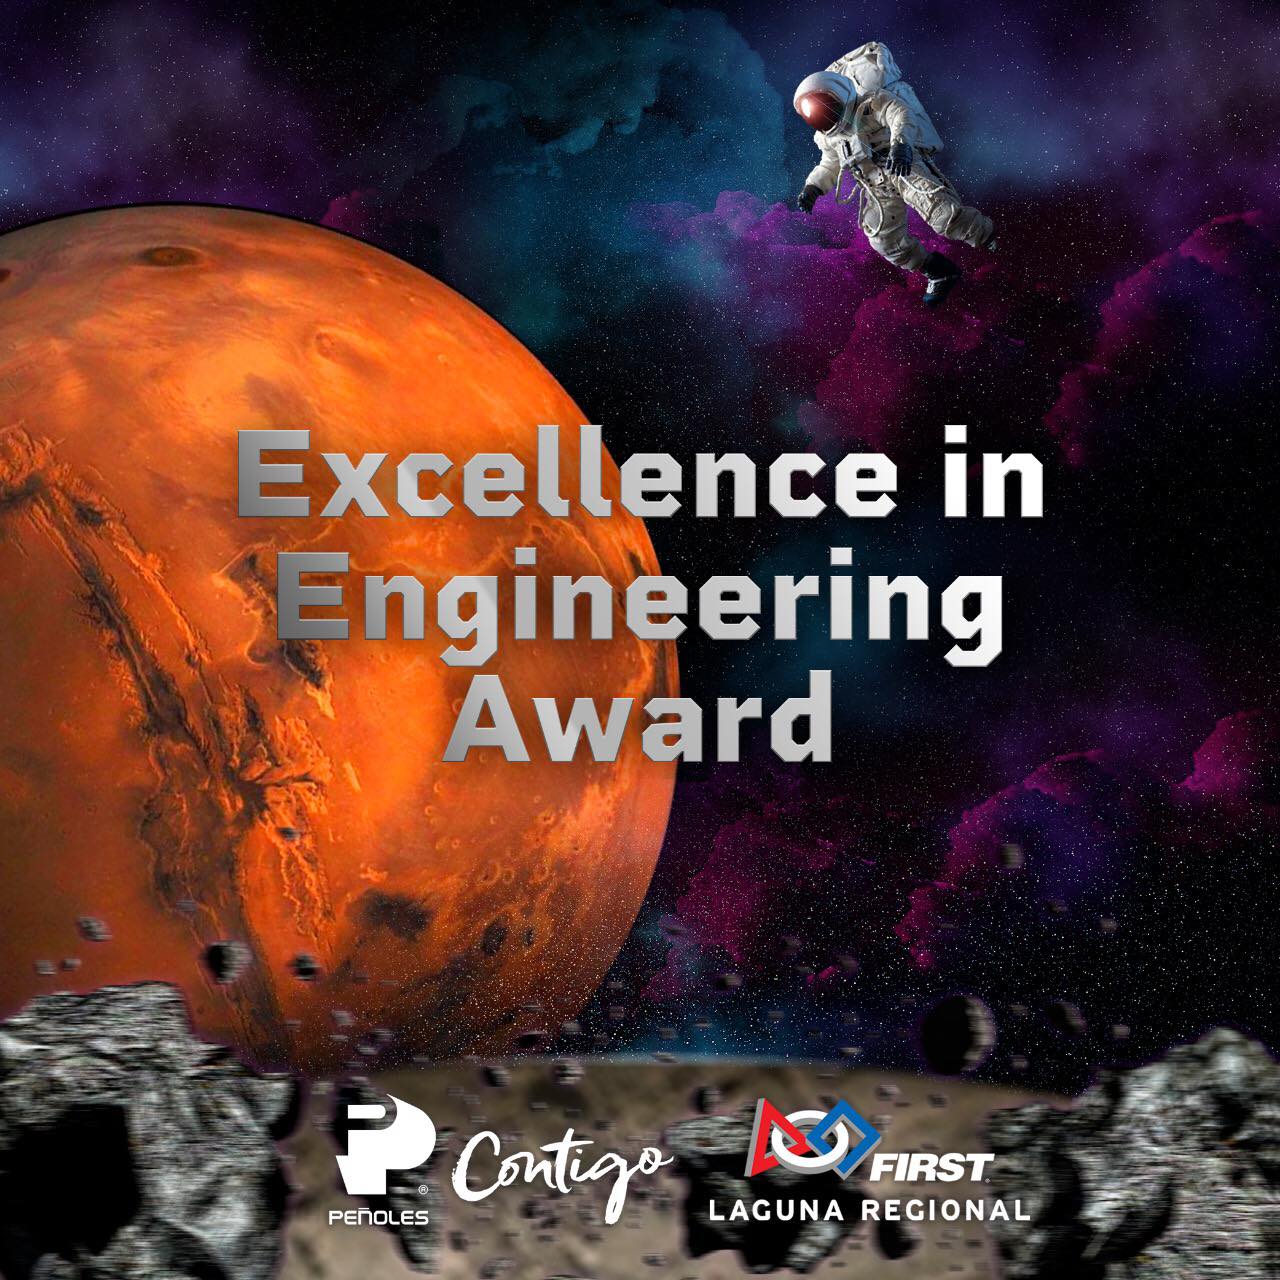 Excellence in
Engineering
Award
PEÑOLES
®
Contigo
FIRST®
LAGUNA REGIONAL